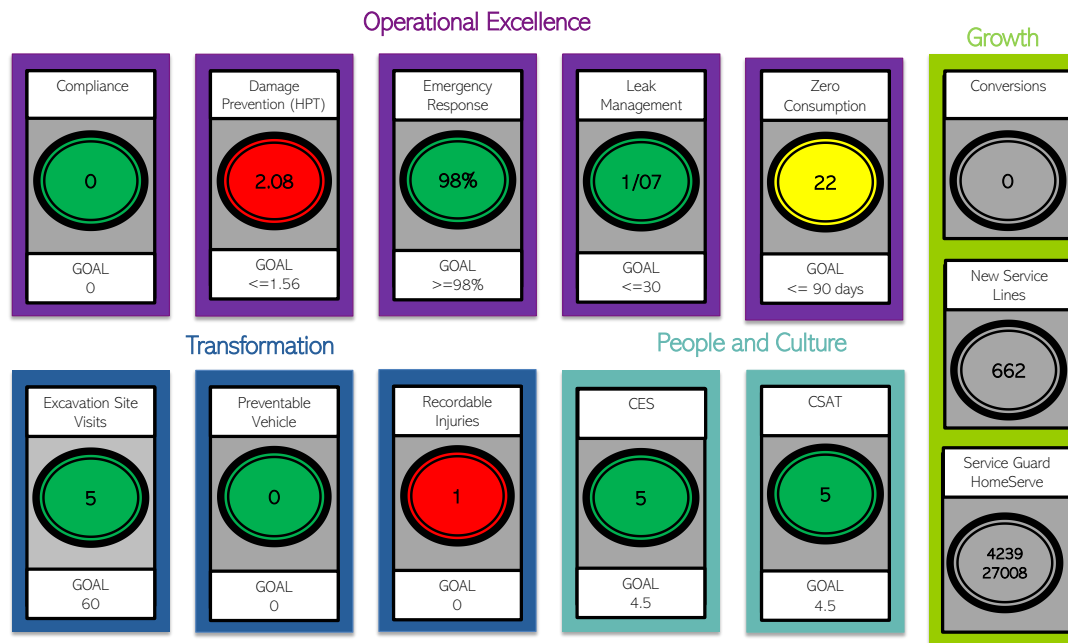 Operational Excellence
Compliance
0
GOAL
0
Damage
Prevention (HPT)
2.08
GOAL
<=1.56
Emergency
Response
98%
GOAL
>=98%
Leak
Management
1/07
GOAL
<=30
Zero
Consumption
22
GOAL
<= 90 days
Growth
Conversions
0
New Service
Lines
662
Service Guard
HomeServe
4239
27008
Transformation
Excavation Site
Visits
5
GOAL
60
Preventable
Vehicle
0
GOAL
0
Recordable
Injuries
1
GOAL
0
People and Culture
CES
5
GOAL
4.5
CSAT
5
GOAL
4.5